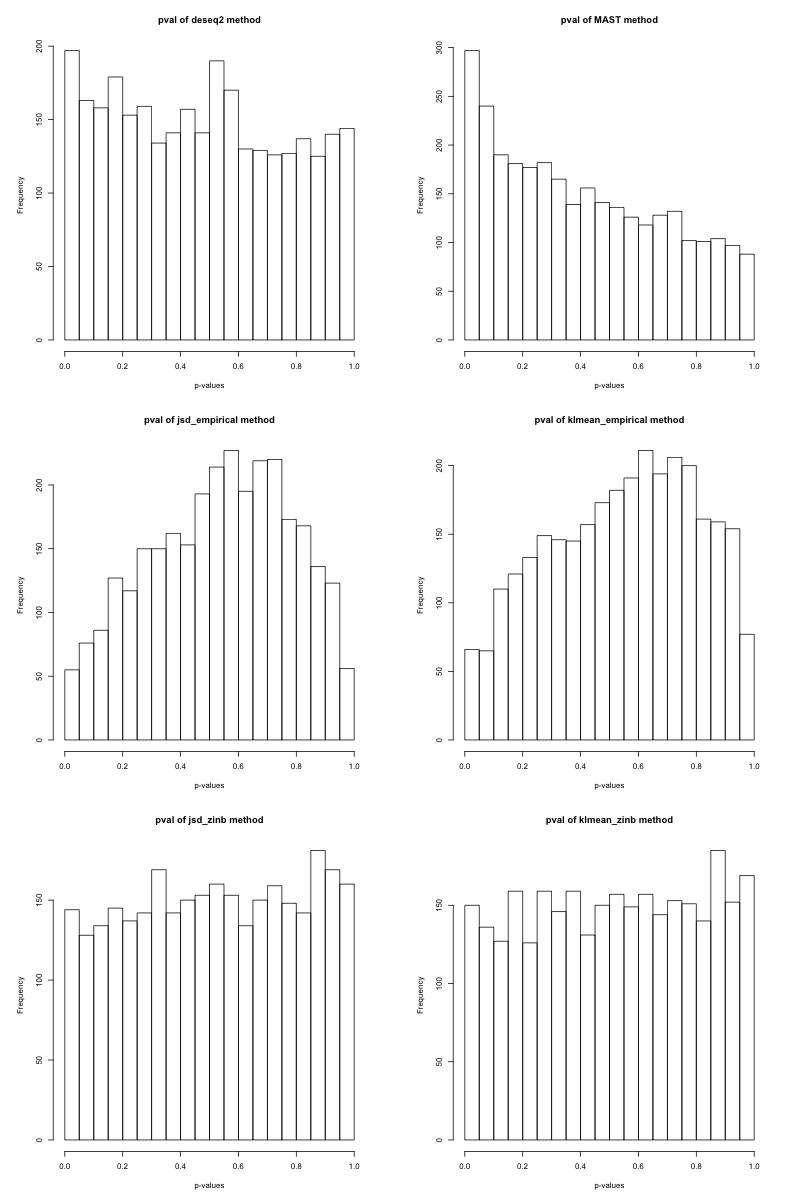 pval of deseq2 method
Frequency
0
50
100
150
200
0.0 0.2 0.4 0.6 0.8 1.0
p-values
pval of MAST method
Frequency
0
50
100
150
200
250
300
0.0 0.2 0.4 0.6 0.8 1.0
p-values
pval of jsd_empirical method
Frequency
0
50
100
150
200
0.0 0.2 0.4 0.6 0.8 1.0
p-values
pval of klmean_empirical method
Frequency
0
50
100
150
200
0.0 0.2 0.4 0.6 0.8 1.0
p-values
pval of jsd_zinb method
Frequency
0
50
100
150
0.0 0.2 0.4 0.6 0.8 1.0
p-values
pval of klmean_zinb method
Frequency
0
50
100
150
0.0 0.2 0.4 0.6 0.8 1.0
p-values